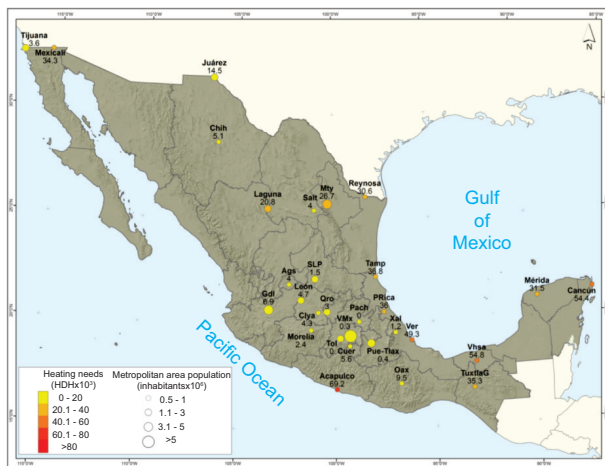 Tijuana
3.6
Mexicali
34.3
Juárez
14.5
Chih
5.1
Laguna
20.8
Salt
4
Mty
26.7
Reynosa
30.6
Gulf
of
Mexico
Tamp
36.8
Ags
4
SLP
1.5
León
4.7
Gdl
6.9
Qro
3
Clya
4.3
Pach
0
PRica
36
Morelia
2.4
VMx
0.3
Xal
1.2
Ver
49.3
Tol
0
Cuer
5.6
Pue-Tlax
0.4
Mérida
31.5
Cancún
54.4
Vhsa
54.8
Oax
9.5
TuxtlaG
35.3
Acapulco
69.2
Pacific Ocean
N
Heating needs
(HDHx10³)
0 - 20
20.1 - 40
40.1 - 60
60.1 - 80
>80
Metropolitan area population
(inhabitantsx10⁶)
0.5 - 1
1.1 - 3
3.1 - 5
>5